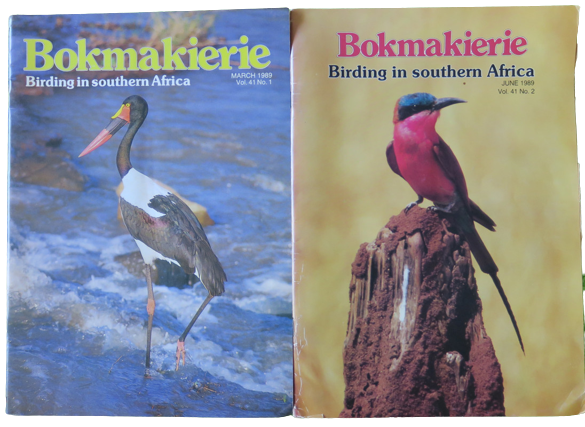 Bokmakierie
Birding in southern Africa
MARCH 1989
Vol. 41 No. 1
Bokmakierie
Birding in southern Africa
JUNE 1989
Vol. 41 No. 2